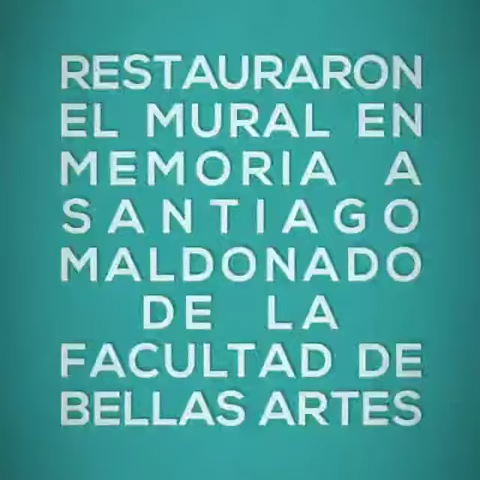 RESTAURARON
EL MURAL EN
MEMORIA A
SANTIAGO
MALDONADO
DE LA
FACULTAD DE
BELLAS ARTES